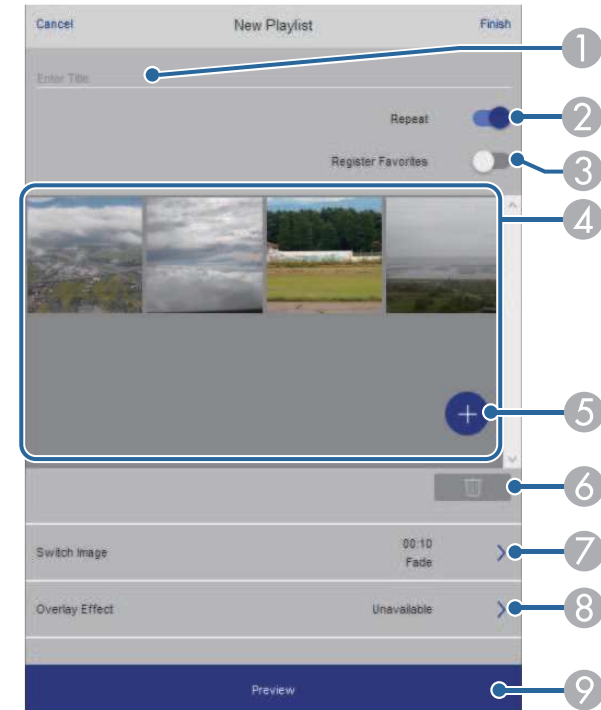 Cancel New Playlist Finish
1
Enter Title
Repeat 2
Register Favorites 3
4
+ 5
6
Switch Image 00:10 Fade 7
Overlay Effect Unavailable 8
Preview 9